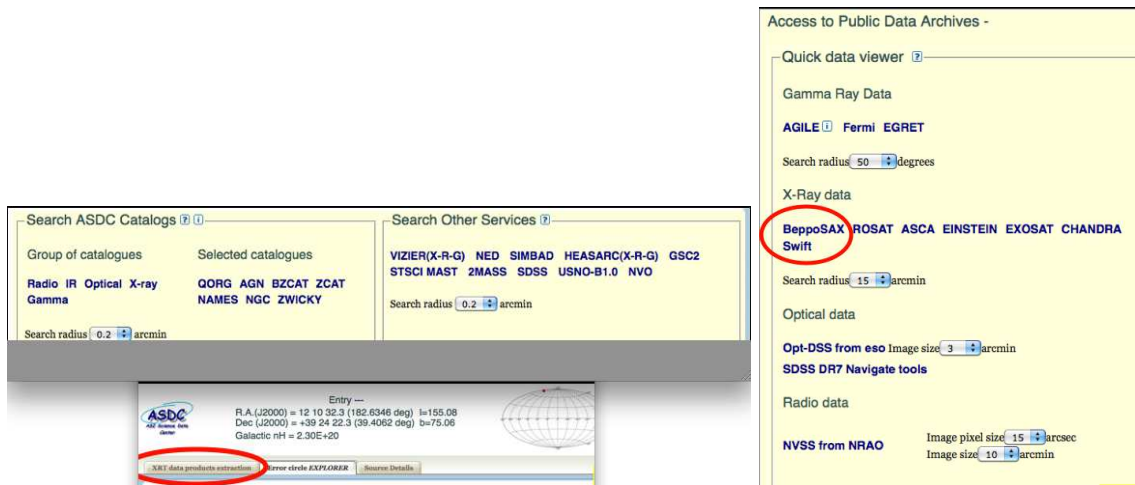 Search ASDC Catalogs ? i
Group of catalogues
Radio IR Optical X-ray
Gamma
Search radius 0.2 arcmin
Selected catalogues
QORG AGN BZCAT ZCAT
NAMES NGC ZWICKY
Search Other Services ?
VIZIER(X-R-G) NED SIMBAD HEASARC(X-R-G) GSC2
STSCI MAST 2MASS SDSS USNO-B1.0 NVO
Search radius 0.2 arcmin
ASDC
ASI Science Data
Center
Entry —
R.A.(J2000) = 12 10 32.3 (182.6346 deg) l=155.08
Dec (J2000) = +39 24 22.3 (39.4062 deg) b=75.06
Galactic nH = 2.30E+20
XRT data products extraction
Error circle EXPLORER
Source Details
Access to Public Data Archives -
Quick data viewer ?
Gamma Ray Data
AGILE i Fermi EGRET
Search radius 50 degrees
X-Ray data
BeppoSAX ROSAT ASCA EINSTEIN EXOSAT CHANDRA
Swift
Search radius 15 arcmin
Optical data
Opt-DSS from eso Image size 3 arcmin
SDSS DR7 Navigate tools
Radio data
NVSS from NRAO
Image pixel size 15 arcsec
Image size 10 arcmin